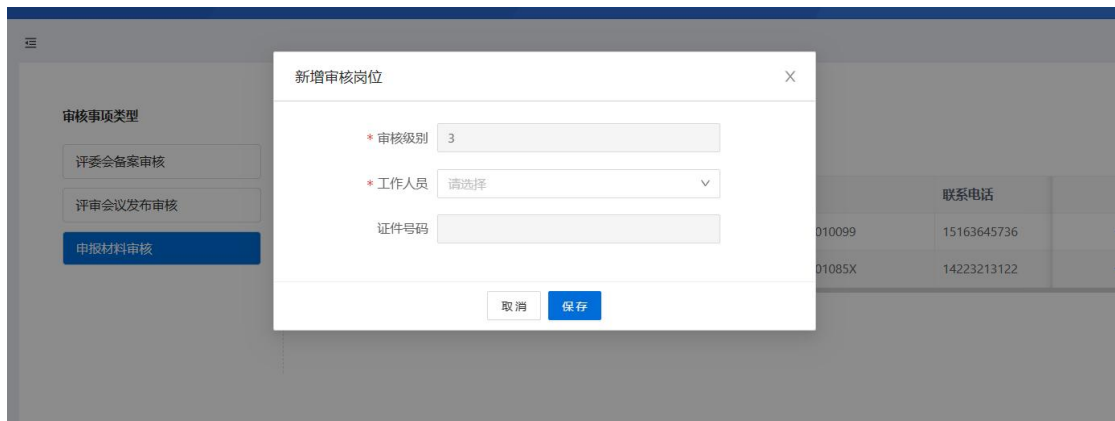 新增审核岗位
审核事项类型
* 审核级别 3
评委会备案审核
* 工作人员 请选择
评审会议发布审核
联系电话
证件号码
010099 15163645736
申报材料审核
01085X 14223213122
取消 保存